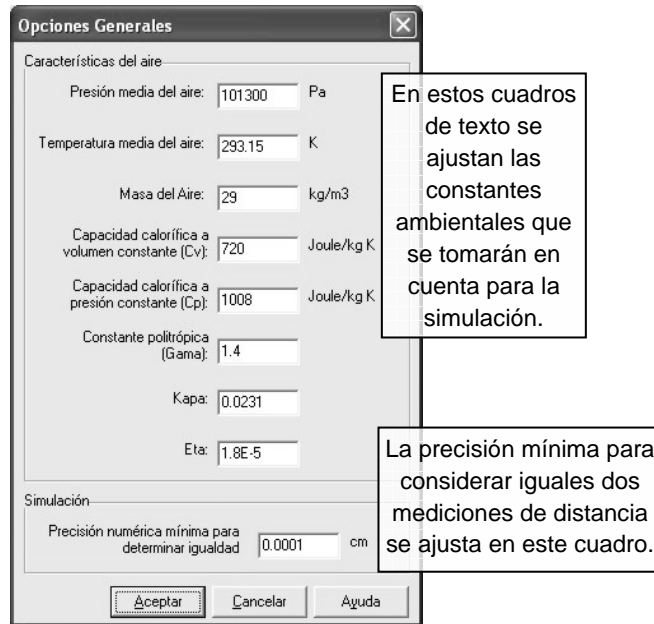 Opciones Generales
Características del aire
Presión media del aire: 101300 Pa
Temperatura media del aire: 293.15 K
Masa del Aire: 29 kg/m3
Capacidad calorífica a
volumen constante (Cv): 720 Joule/kg K
Capacidad calorífica a
presión constante (Cp): 1008 Joule/kg K
Constante politrópica
(Gama): 1.4
Kapa: 0.0231
Eta: 1.8E-5
Simulación
Precisión numérica mínima para
determinar igualdad 0.0001 cm
Aceptar Cancelar Ayuda
En estos cuadros
de texto se
ajustan las
constantes
ambientales que
se tomarán en
cuenta para la
simulación.
La precisión mínima para
considerar iguales dos
mediciones de distancia
se ajusta en este cuadro.